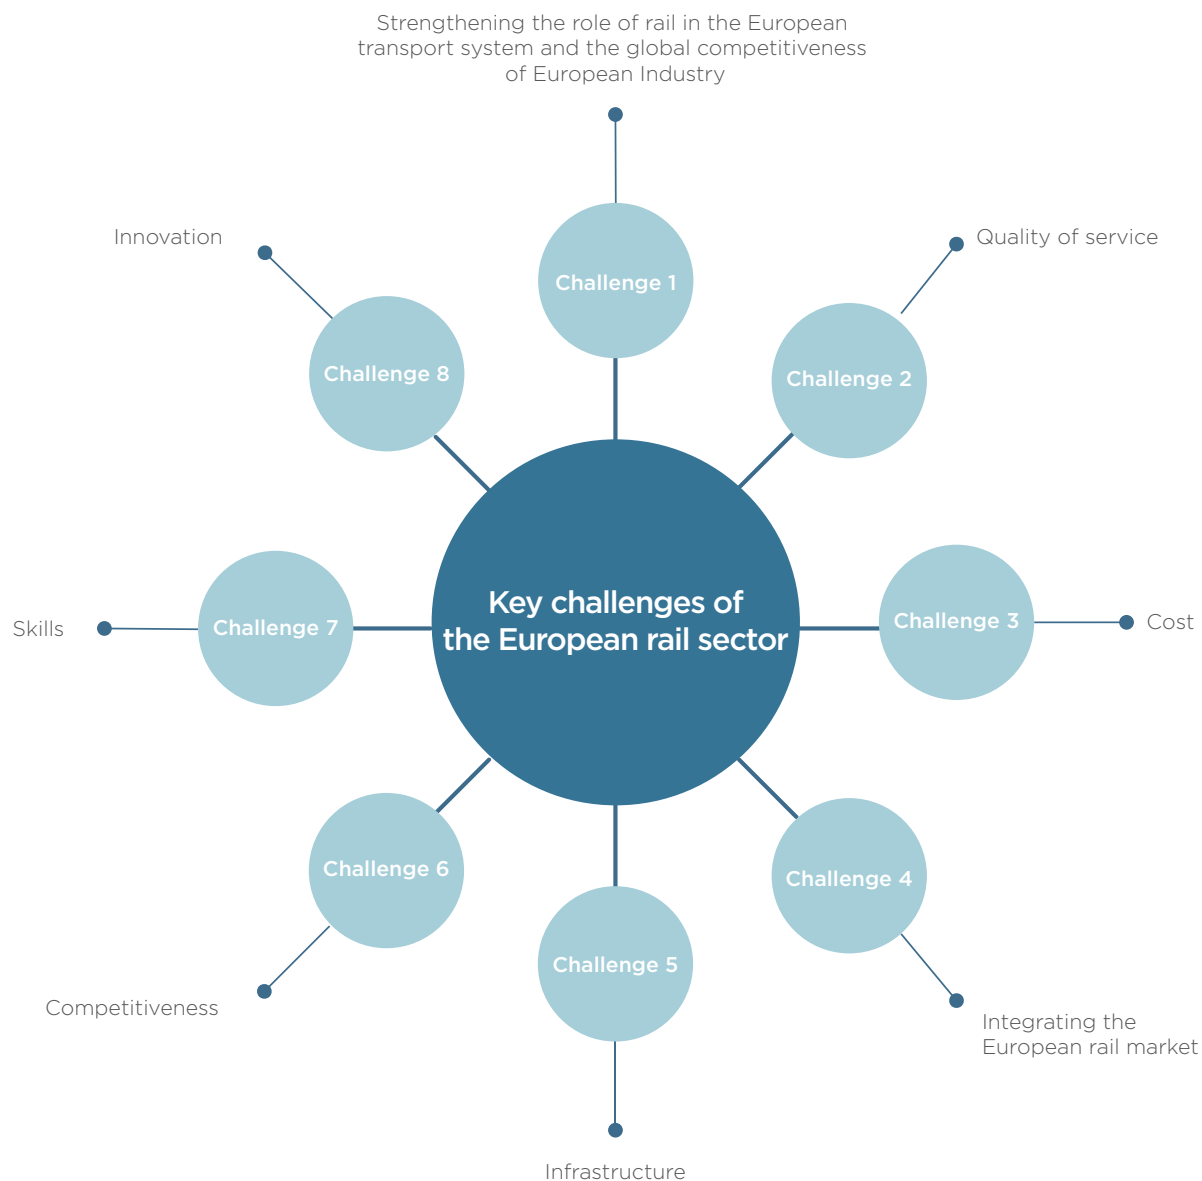 Strengthening the role of rail in the European
transport system and the global competitiveness
of European Industry
Innovation
Quality of service
Challenge 1
Challenge 8
Challenge 2
Key challenges of
the European rail sector
Skills
Challenge 7
Challenge 3
Cost
Challenge 6
Challenge 4
Challenge 5
Competitiveness
Integrating the
European rail market
Infrastructure